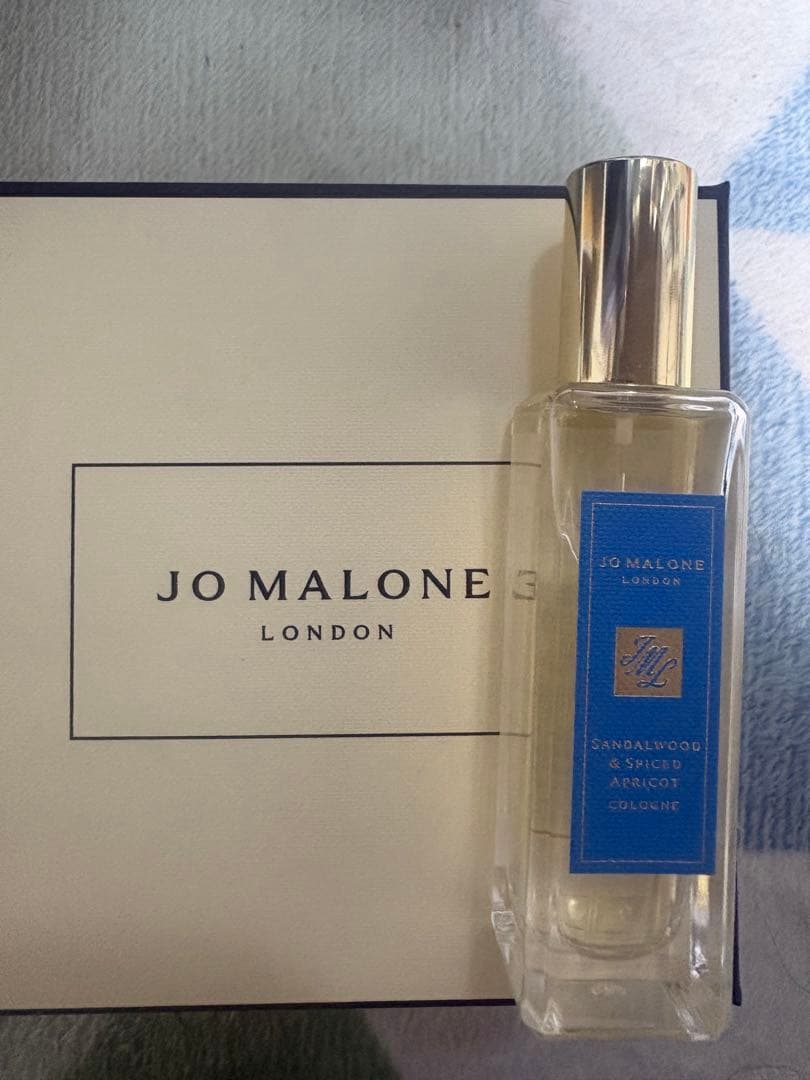 JO MALONE
LONDON
JO MALONE
LONDON
JML
SANDALWOOD
& SPICED
APRICOT
COLOGNE